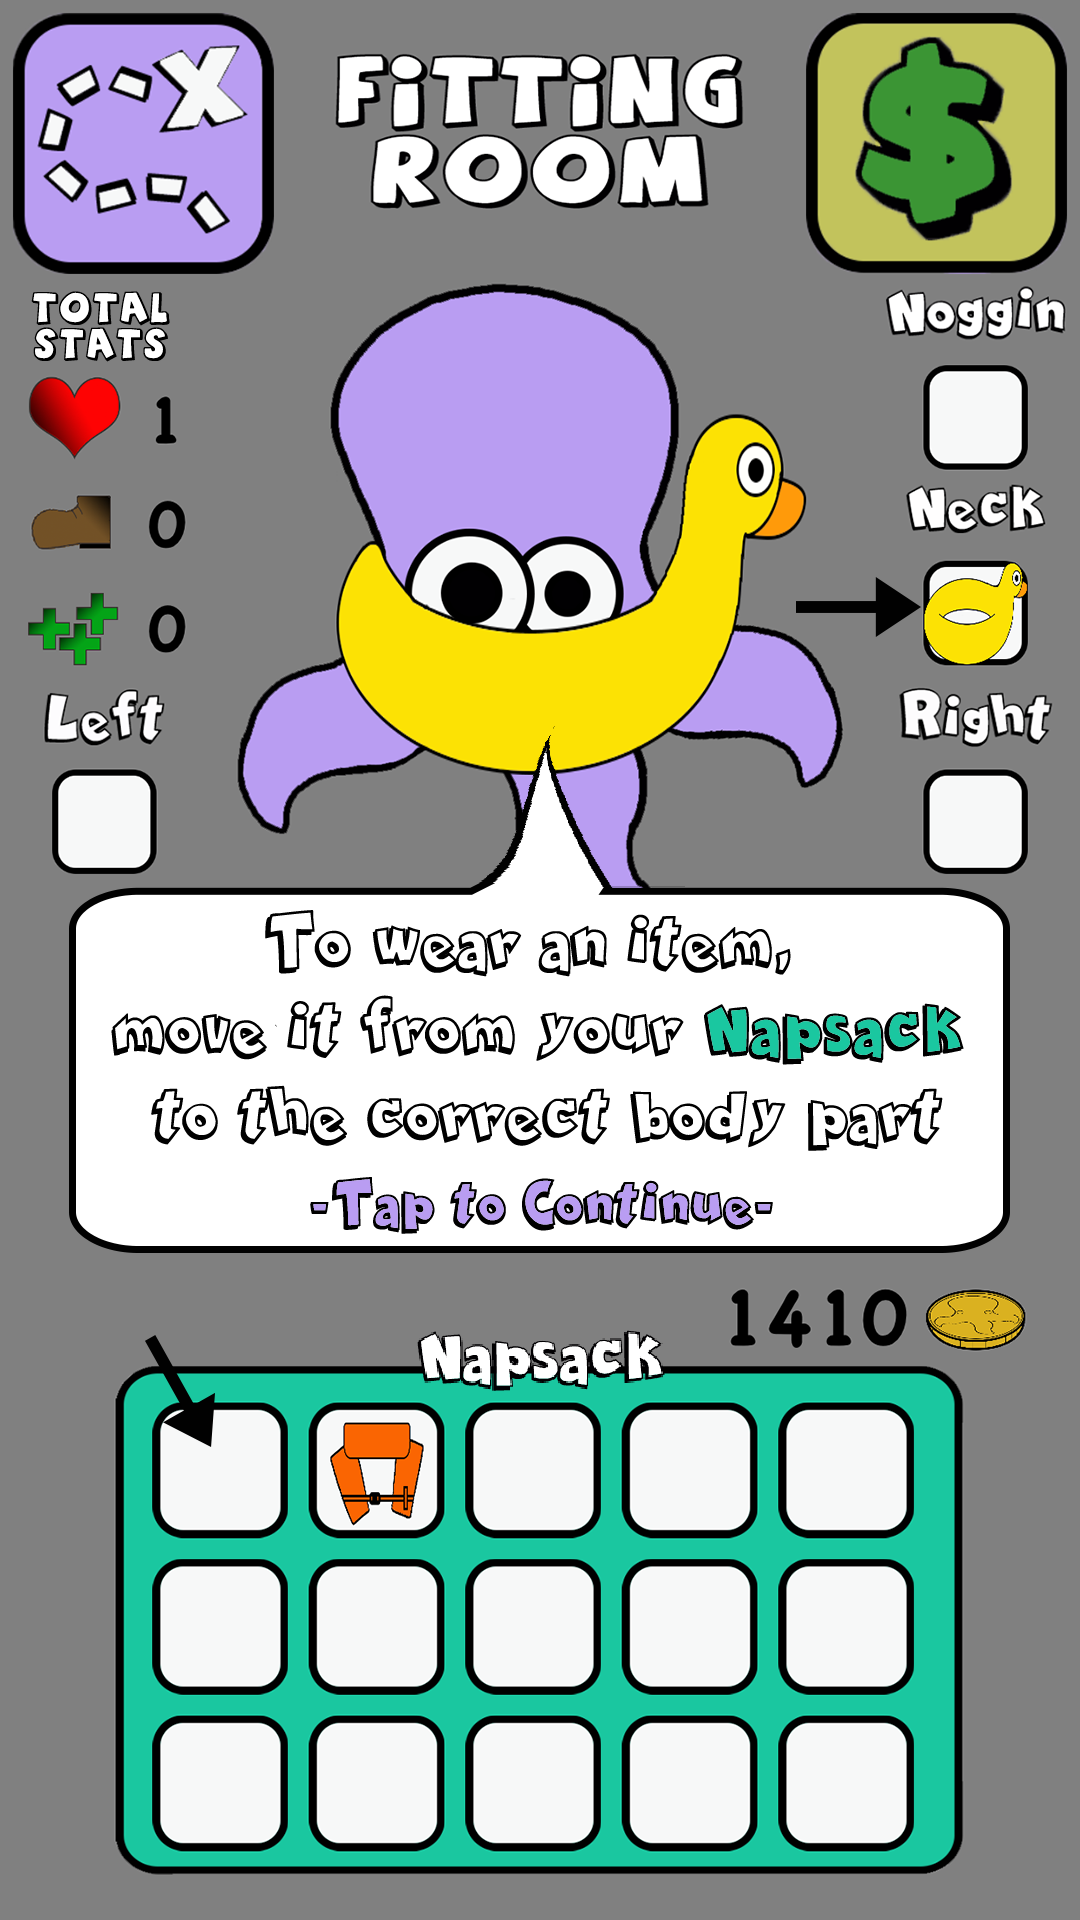 FiTTiNG
ROOM
TOTAL
STATS
1
0
0
Left
Noggin
Neck
Right
To wear an item,
move it from your Napsack
to the correct body part
-Tap to Continue-
1410
Napsack